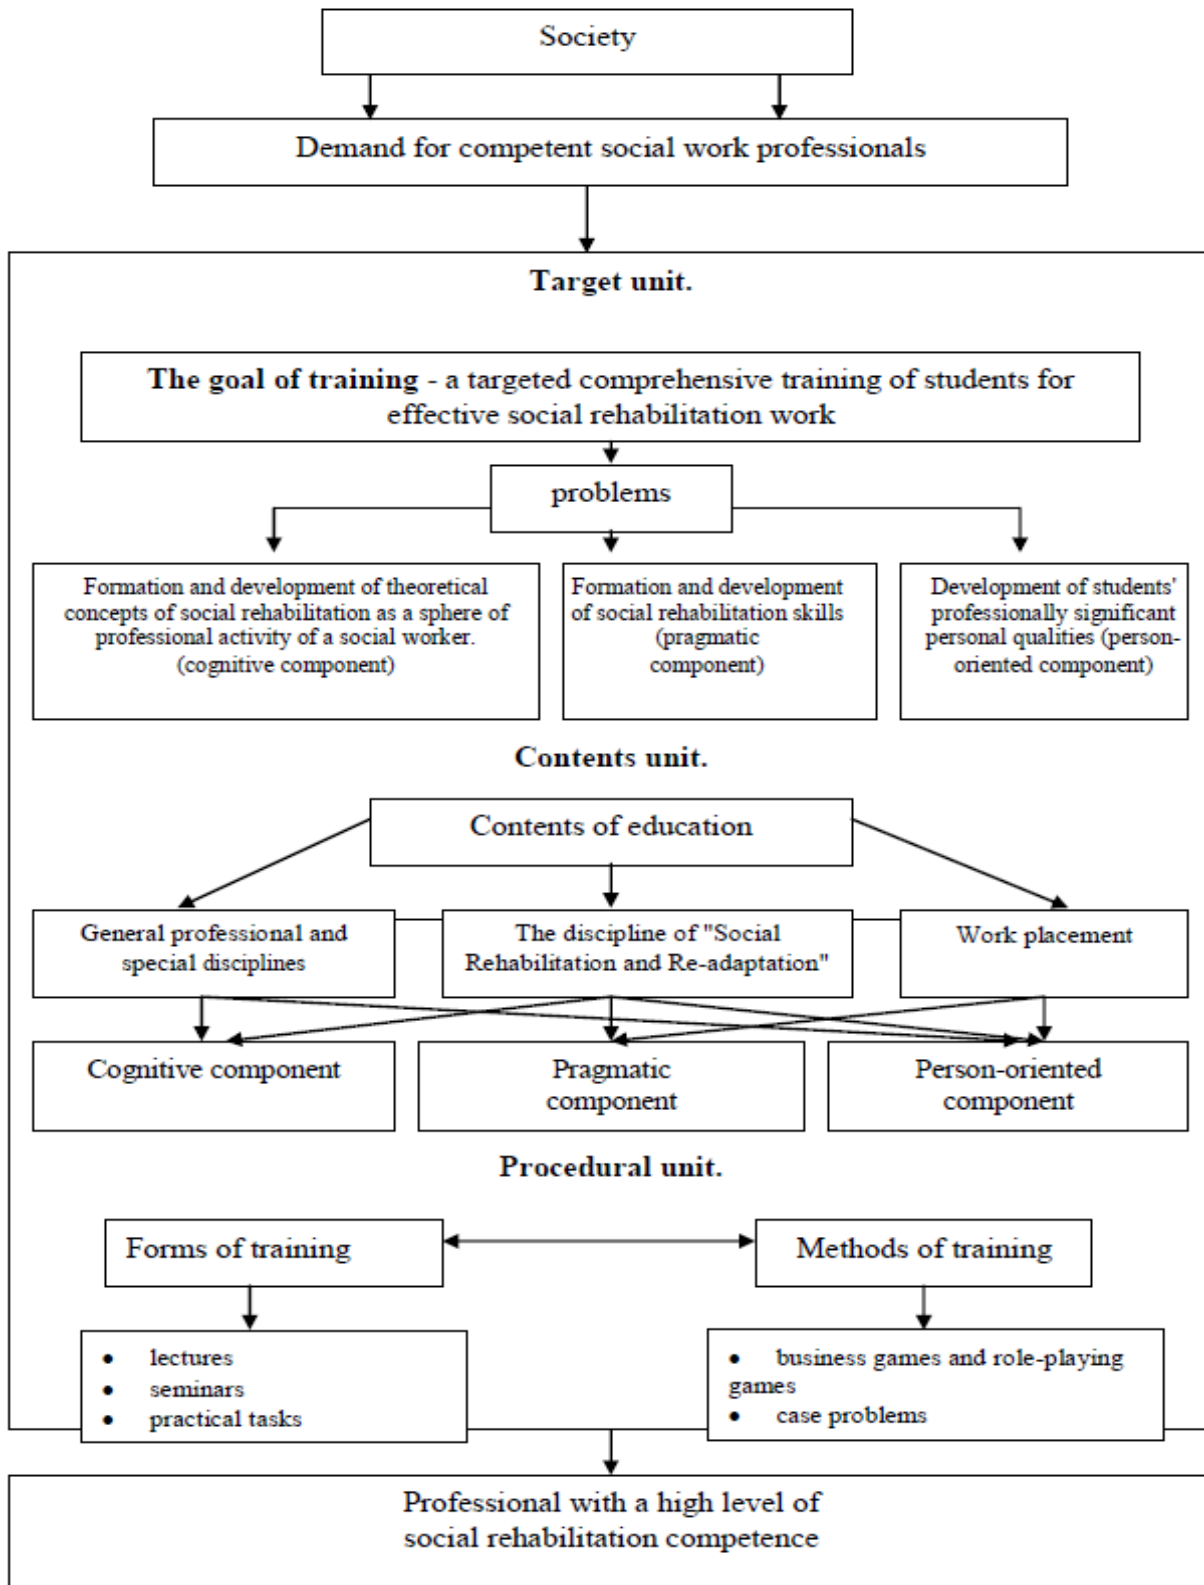 Society
Demand for competent social work professionals
Target unit.
The goal of training - a targeted comprehensive training of students for
effective social rehabilitation work
problems
Formation and development of theoretical
concepts of social rehabilitation as a sphere of
professional activity of a social worker.
(cognitive component)
Formation and development
of social rehabilitation skills
(pragmatic
component)
Development of students'
professionally significant
personal qualities (person-
oriented component)
Contents unit.
Contents of education
General professional and
special disciplines
The discipline of "Social
Rehabilitation and Re-adaptation"
Work placement
Cognitive component
Pragmatic
component
Person-oriented
component
Procedural unit.
Forms of training
Methods of training
• lectures
• seminars
• practical tasks
• business games and role-playing
games
• case problems
Professional with a high level of
social rehabilitation competence